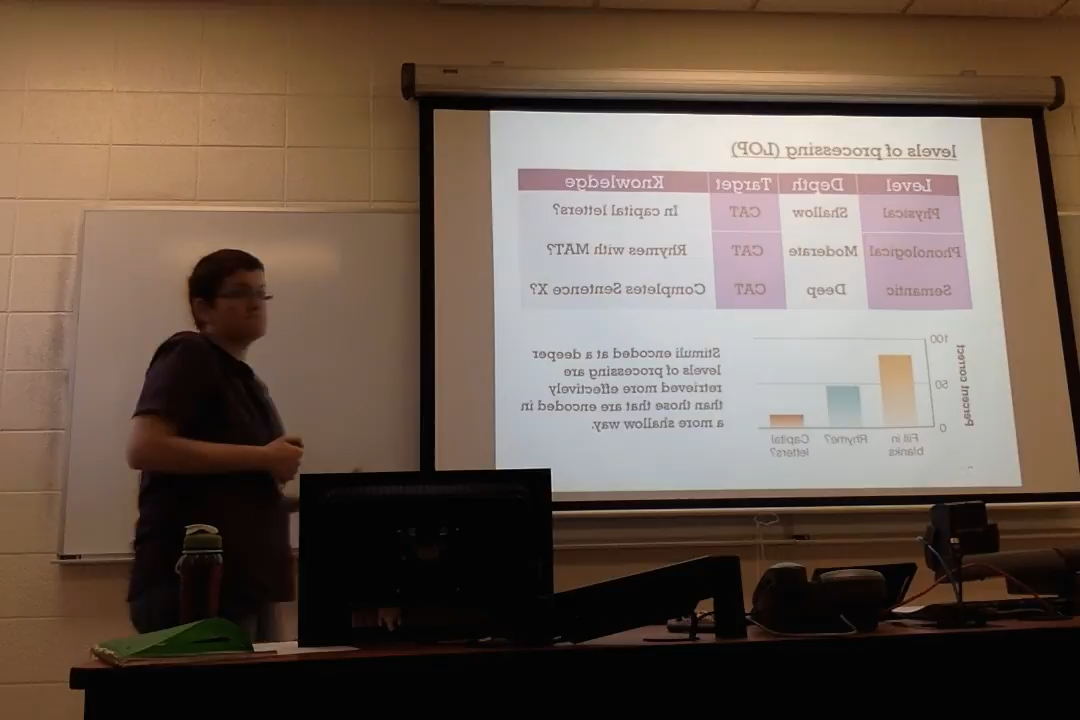 levels of processing (LOP)
Level Depth Target Knowledge
Physical Shallow CAT In capital letters?
Phonological Moderate CAT Rhymes with MAT?
Semantic Deep CAT Completes Sentence X?
100
50
0
Percent correct
Fill in blanks
Rhyme?
Capital letters?
Stimuli encoded at a deeper
levels of processing are
retrieved more effectively
than those that are encoded in
a more shallow way.